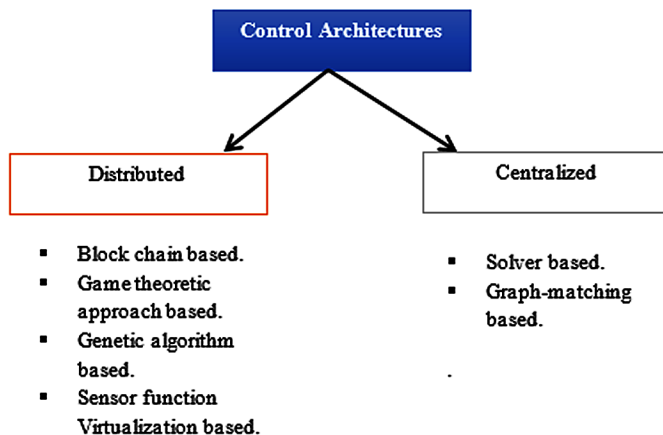 Control Architectures
Distributed
▪ Block chain based.
▪ Game theoretic
approach based.
▪ Genetic algorithm
based.
▪ Sensor function
Virtualization based.
Centralized
▪ Solver based.
▪ Graph-matching
based.
.